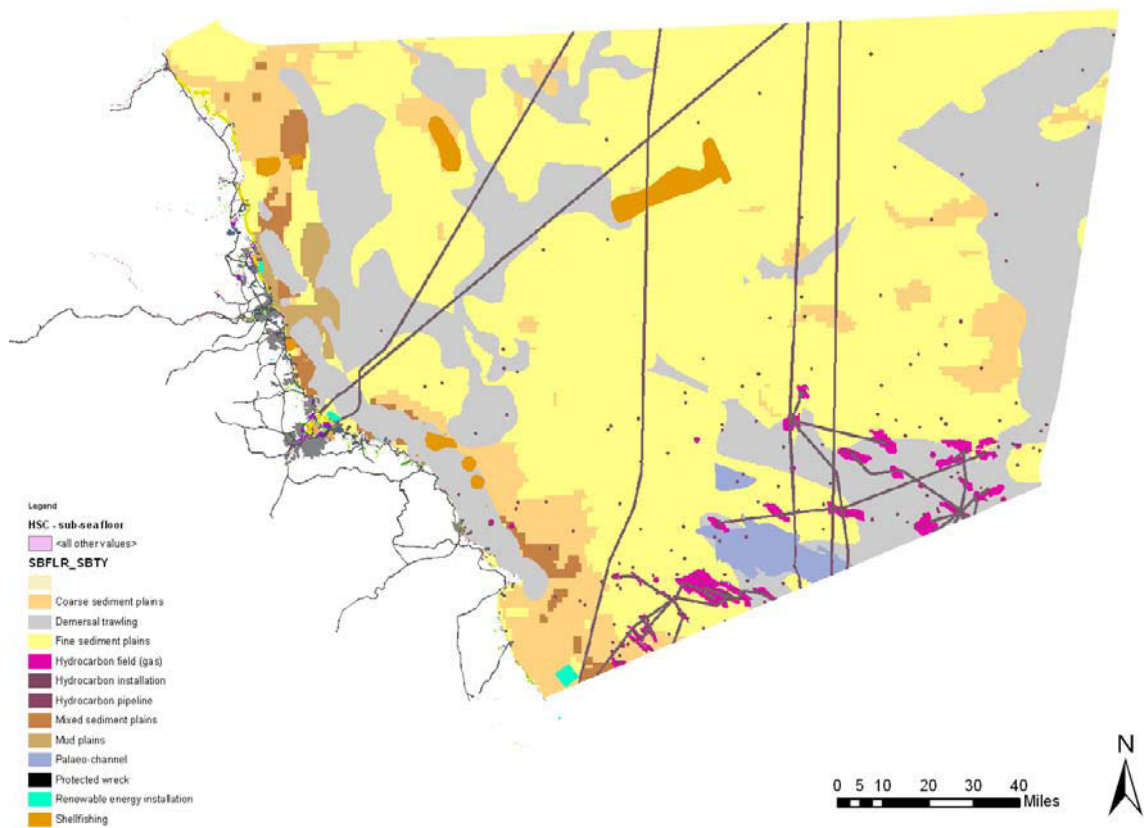 Legend
HSC - sub-sea floor
<all other values>
SBFLR_SBTY
Coarse sediment plains
Demersal trawling
Fine sediment plains
Hydrocarbon field (gas)
Hydrocarbon installation
Hydrocarbon pipeline
Mixed sediment plains
Mud plains
Palaeo-channel
Protected wreck
Renewable energy installation
Shellfishing
0 5 10 20 30 40
Miles
N